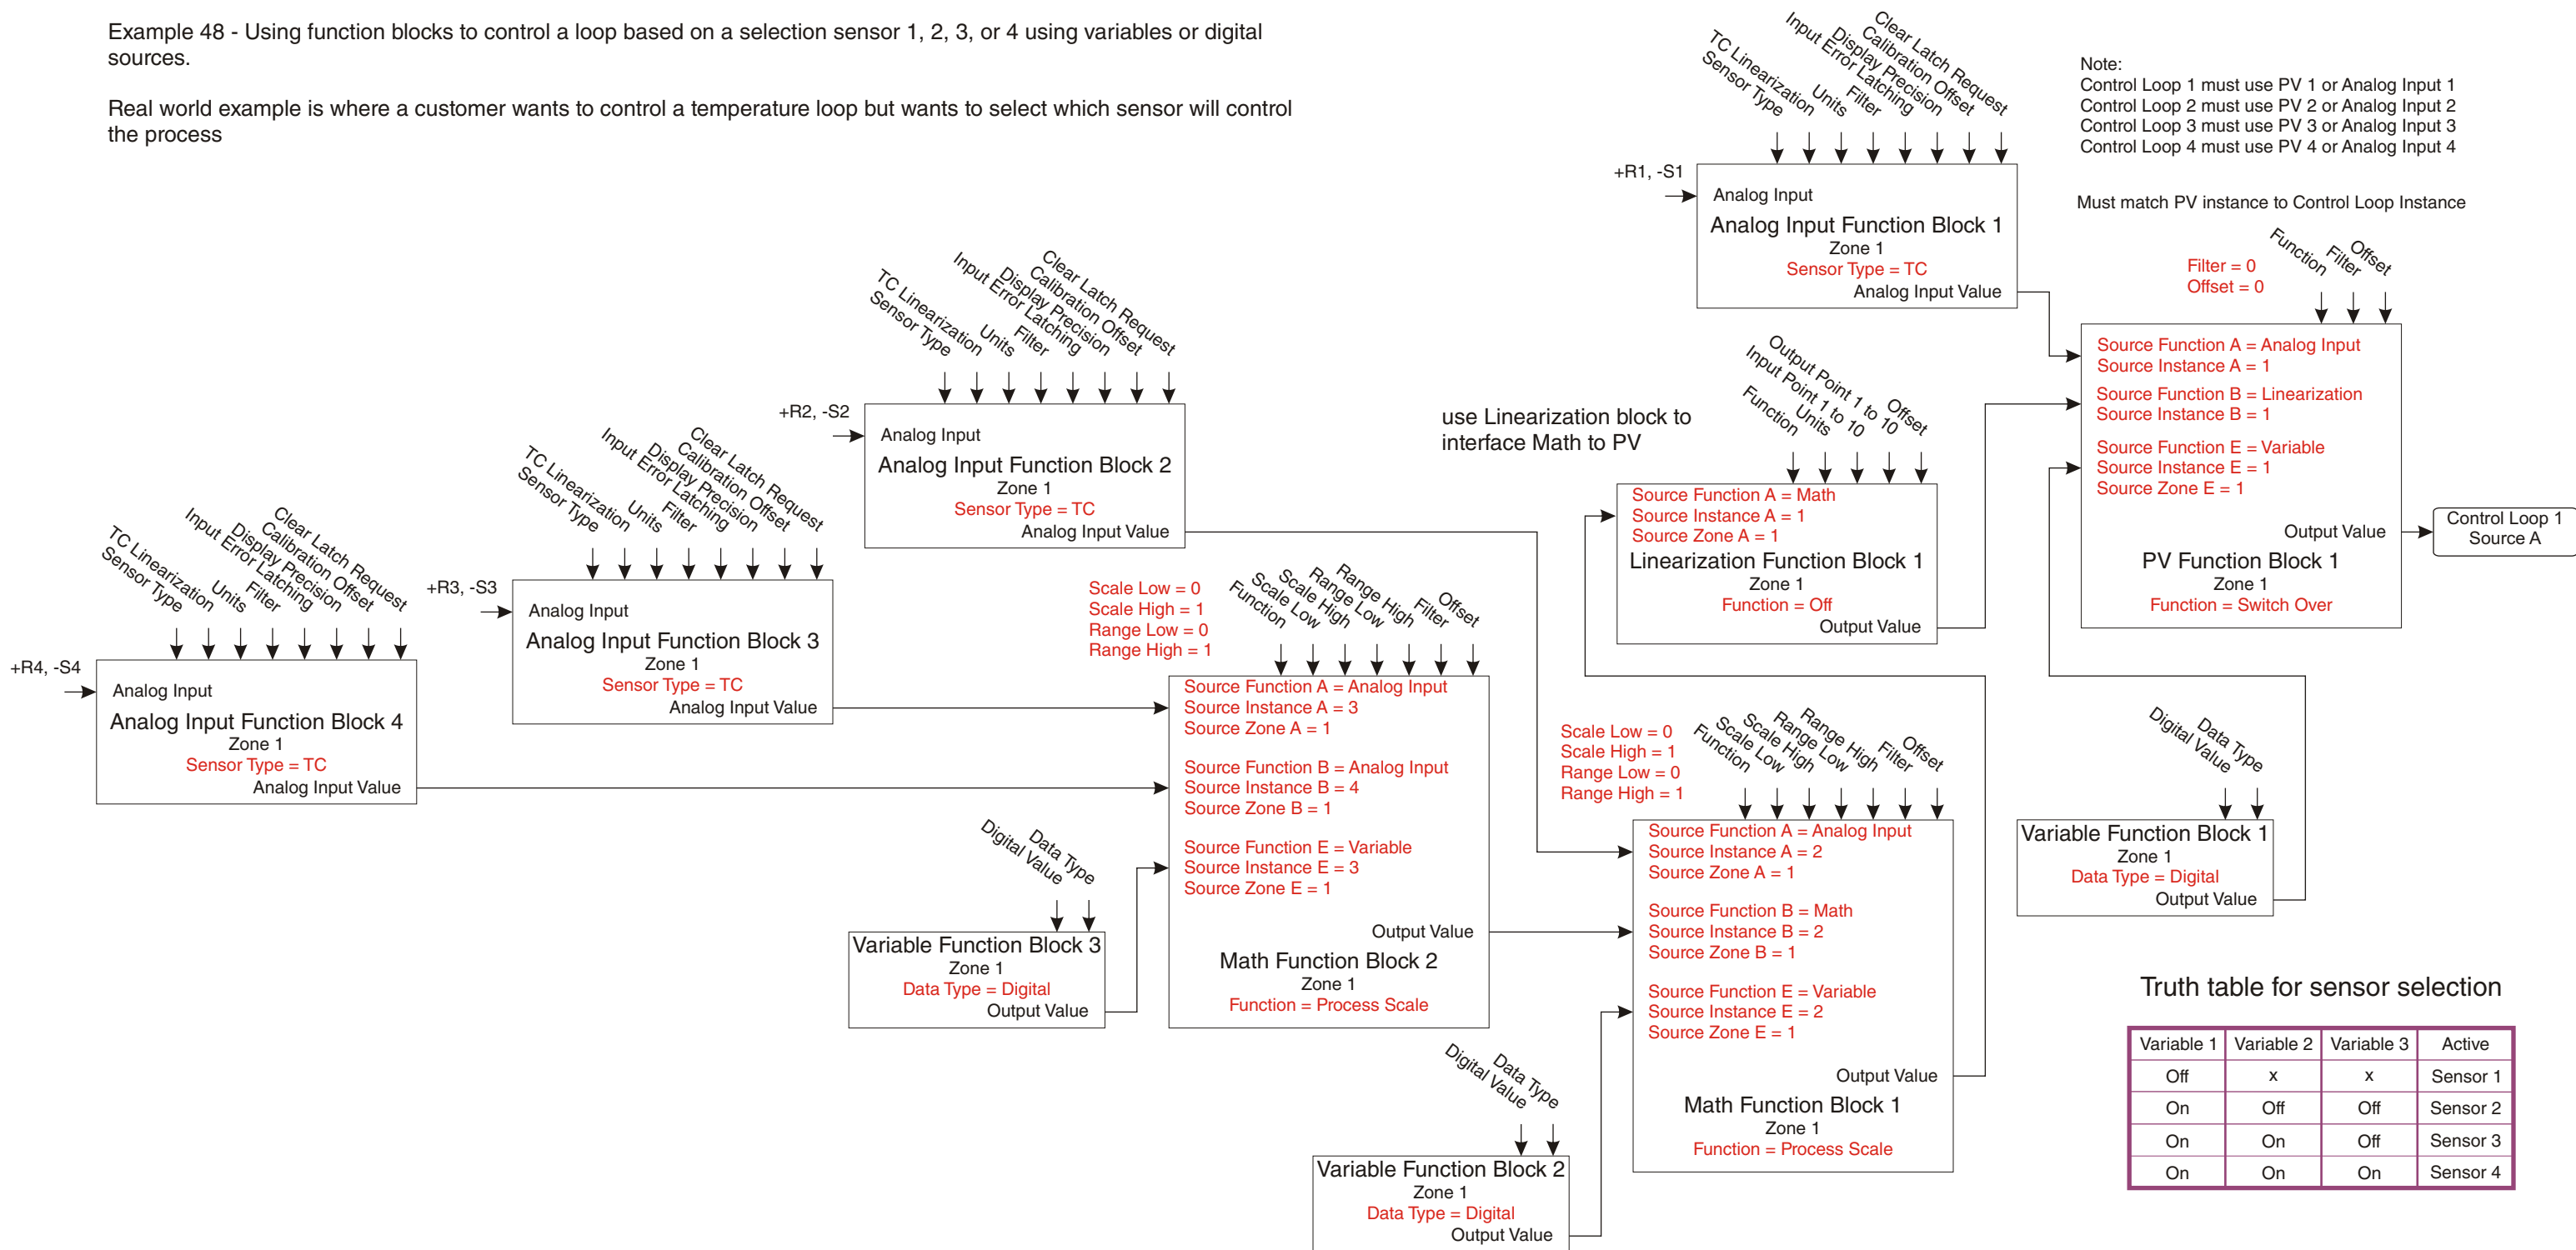 Example 48 - Using function blocks to control a loop based on a selection sensor 1, 2, 3, or 4 using variables or digital
sources.
Real world example is where a customer wants to control a temperature loop but wants to select which sensor will control
the process
Sensor Type
TC Linearization
Units
Filter
Input Error Latching
Display Precision
Calibration Offset
Clear Latch Request
+R1, -S1
Analog Input
Analog Input Function Block 1
Zone 1
Sensor Type = TC
Analog Input Value
Note:
Control Loop 1 must use PV 1 or Analog Input 1
Control Loop 2 must use PV 2 or Analog Input 2
Control Loop 3 must use PV 3 or Analog Input 3
Control Loop 4 must use PV 4 or Analog Input 4
Must match PV instance to Control Loop Instance
Filter = 0
Offset = 0
Function
Filter
Offset
Source Function A = Analog Input
Source Instance A = 1
Source Function B = Linearization
Source Instance B = 1
Source Function E = Variable
Source Instance E = 1
Source Zone E = 1
Output Value
PV Function Block 1
Zone 1
Function = Switch Over
Control Loop 1
Source A
Sensor Type
TC Linearization
Units
Filter
Input Error Latching
Display Precision
Calibration Offset
Clear Latch Request
+R2, -S2
Analog Input
Analog Input Function Block 2
Zone 1
Sensor Type = TC
Analog Input Value
use Linearization block to
interface Math to PV
Function
Units
Input Point 1 to 10
Output Point 1 to 10
Offset
Source Function A = Math
Source Instance A = 1
Source Zone A = 1
Linearization Function Block 1
Zone 1
Function = Off
Output Value
Sensor Type
TC Linearization
Units
Filter
Input Error Latching
Display Precision
Calibration Offset
Clear Latch Request
+R3, -S3
Analog Input
Analog Input Function Block 3
Zone 1
Sensor Type = TC
Analog Input Value
Sensor Type
TC Linearization
Units
Filter
Input Error Latching
Display Precision
Calibration Offset
Clear Latch Request
+R4, -S4
Analog Input
Analog Input Function Block 4
Zone 1
Sensor Type = TC
Analog Input Value
Scale Low = 0
Scale High = 1
Range Low = 0
Range High = 1
Function
Scale Low
Scale High
Range Low
Range High
Filter
Offset
Source Function A = Analog Input
Source Instance A = 3
Source Zone A = 1
Source Function B = Analog Input
Source Instance B = 4
Source Zone B = 1
Source Function E = Variable
Source Instance E = 3
Source Zone E = 1
Output Value
Math Function Block 2
Zone 1
Function = Process Scale
Digital Value
Data Type
Variable Function Block 3
Zone 1
Data Type = Digital
Output Value
Scale Low = 0
Scale High = 1
Range Low = 0
Range High = 1
Function
Scale Low
Scale High
Range Low
Range High
Filter
Offset
Source Function A = Analog Input
Source Instance A = 2
Source Zone A = 1
Source Function B = Math
Source Instance B = 2
Source Zone B = 1
Source Function E = Variable
Source Instance E = 2
Source Zone E = 1
Output Value
Math Function Block 1
Zone 1
Function = Process Scale
Digital Value
Data Type
Variable Function Block 2
Zone 1
Data Type = Digital
Output Value
Digital Value
Data Type
Variable Function Block 1
Zone 1
Data Type = Digital
Output Value
Truth table for sensor selection
Variable 1 Variable 2 Variable 3 Active
Off x x Sensor 1
On Off Off Sensor 2
On On Off Sensor 3
On On On Sensor 4